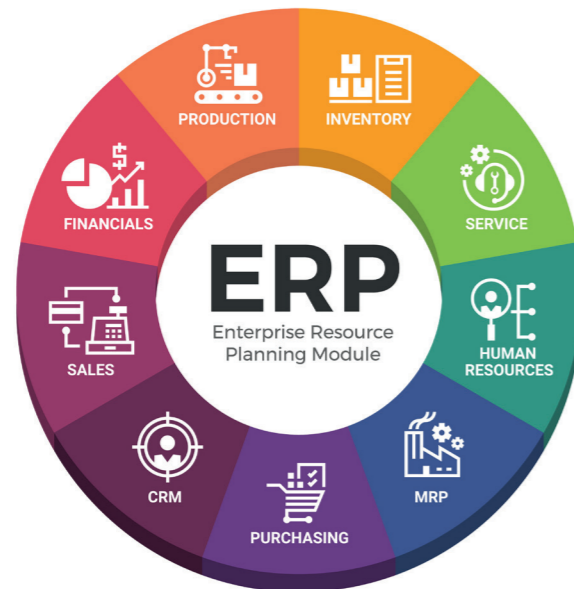 PRODUCTION
INVENTORY
FINANCIALS
SERVICE
ERP
Enterprise Resource
Planning Module
SALES
HUMAN
RESOURCES
CRM
MRP
PURCHASING